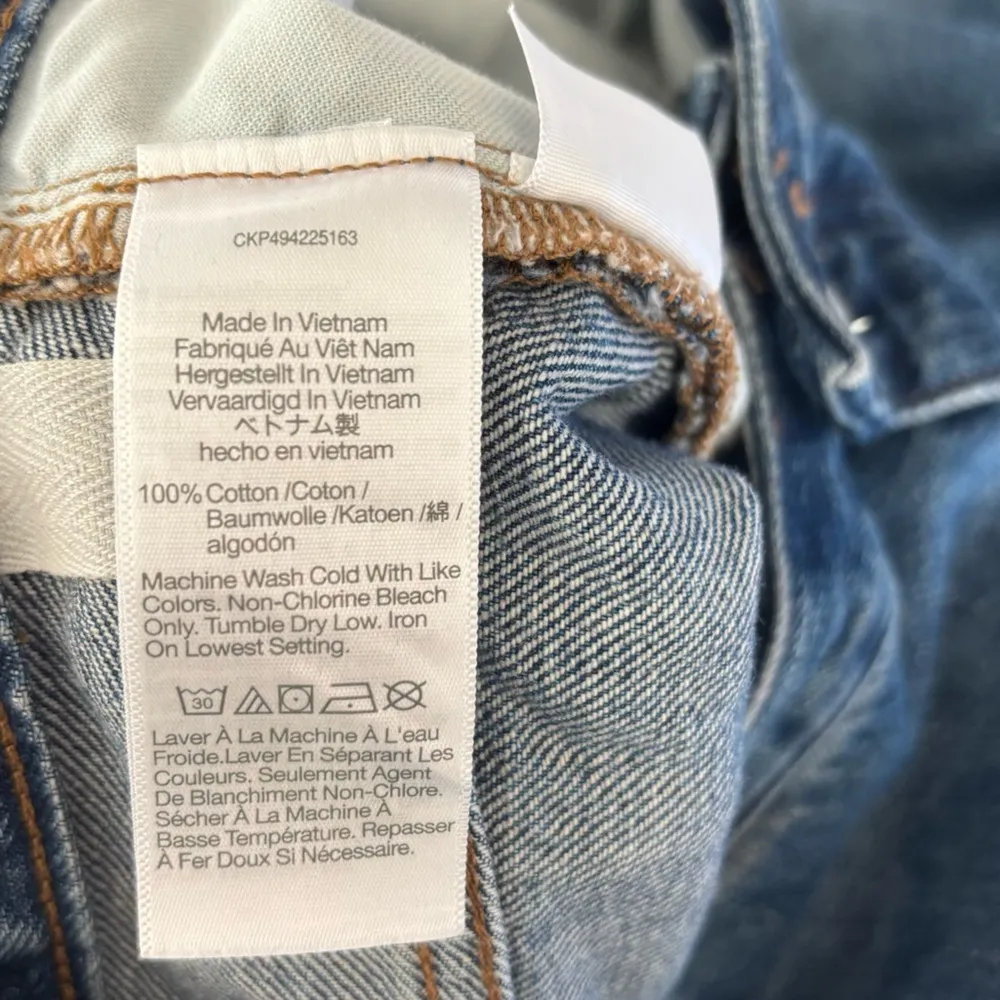 CKP494225163
Made In Vietnam
Fabriqué Au Viêt Nam
Hergestellt In Vietnam
Vervaardigd In Vietnam
ベトナム製
hecho en vietnam
100% Cotton /Coton /
Baumwolle /Katoen /綿 /
algodón
Machine Wash Cold With Like
Colors. Non-Chlorine Bleach
Only. Tumble Dry Low. Iron
On Lowest Setting.
30
Laver À La Machine À L'eau
Froide.Laver En Séparant Les
Couleurs. Seulement Agent
De Blanchiment Non-Chlore.
Sécher À La Machine À
Basse Température. Repasser
À Fer Doux Si Nécessaire.